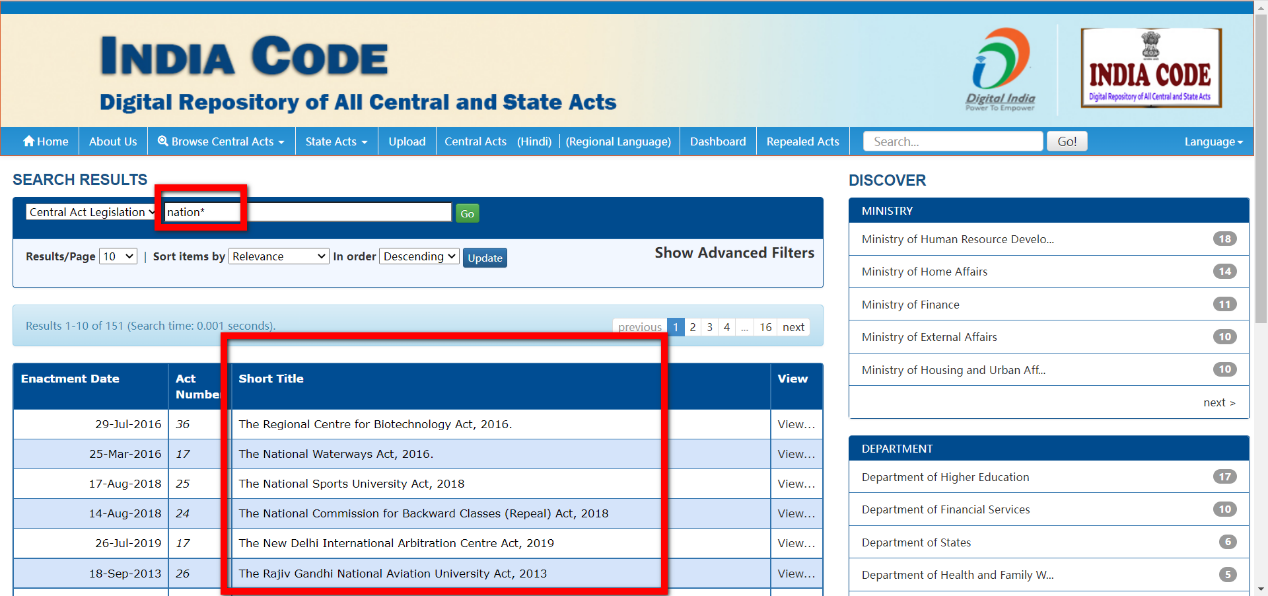 INDIA CODE
Digital Repository of All Central and State Acts
Digital India
Power To Empower
INDIA CODE
Digital Repository of All Central and State Acts
Home About Us Browse Central Acts State Acts Upload Central Acts (Hindi) (Regional Language) Dashboard Repealed Acts Search... Go! Language
SEARCH RESULTS
Central Act Legislation nation* Go
Results/Page 10 | Sort items by Relevance In order Descending Update Show Advanced Filters
Results 1-10 of 151 (Search time: 0.001 seconds).
previous 1 2 3 4 ... 16 next
Enactment Date Act Number Short Title View
29-Jul-2016 36 The Regional Centre for Biotechnology Act, 2016. View...
25-Mar-2016 17 The National Waterways Act, 2016. View...
17-Aug-2018 25 The National Sports University Act, 2018 View...
14-Aug-2018 24 The National Commission for Backward Classes (Repeal) Act, 2018 View...
26-Jul-2019 17 The New Delhi International Arbitration Centre Act, 2019 View...
18-Sep-2013 26 The Rajiv Gandhi National Aviation University Act, 2013 View...
DISCOVER
MINISTRY
Ministry of Human Resource Develo... 18
Ministry of Home Affairs 14
Ministry of Finance 11
Ministry of External Affairs 10
Ministry of Housing and Urban Aff... 10
next >
DEPARTMENT
Department of Higher Education 17
Department of Financial Services 10
Department of States 6
Department of Health and Family W... 5